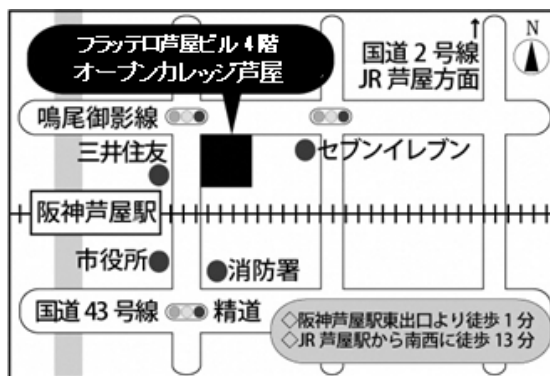 フラッテロ芦屋ビル 4 階
オープンカレッジ芦屋
国道 2 号線
JR 芦屋方面
N
鳴尾御影線
三井住友
セブンイレブン
阪神芦屋駅
市役所
消防署
国道 43 号線
精道
◇阪神芦屋駅東出口より徒歩 1 分
◇JR 芦屋駅から南西に徒歩 13 分